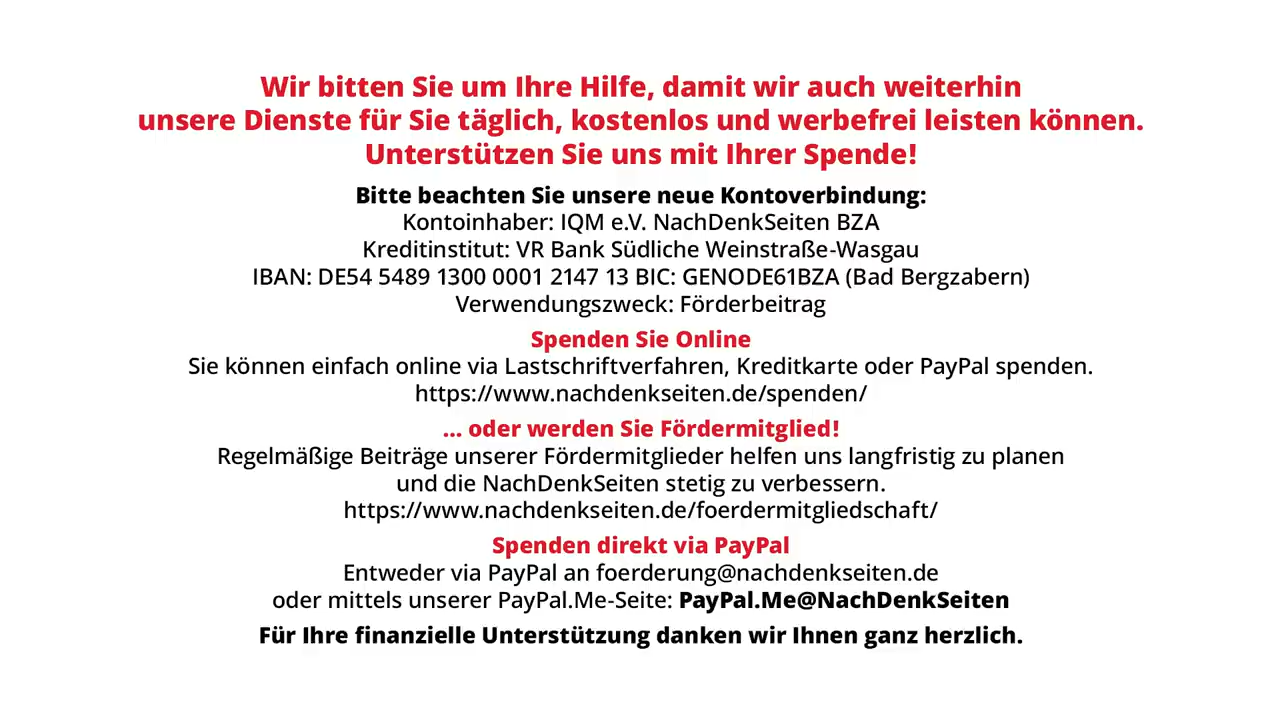 Wir bitten Sie um Ihre Hilfe, damit wir auch weiterhin
unsere Dienste für Sie täglich, kostenlos und werbefrei leisten können.
Unterstützen Sie uns mit Ihrer Spende!
Bitte beachten Sie unsere neue Kontoverbindung:
Kontoinhaber: IQM e.V. NachDenkSeiten BZA
Kreditinstitut: VR Bank Südliche Weinstraße-Wasgau
IBAN: DE54 5489 1300 0001 2147 13 BIC: GENODE61BZA (Bad Bergzabern)
Verwendungszweck: Förderbeitrag
Spenden Sie Online
Sie können einfach online via Lastschriftverfahren, Kreditkarte oder PayPal spenden.
https://www.nachdenkseiten.de/spenden/
... oder werden Sie Fördermitglied!
Regelmäßige Beiträge unserer Fördermitglieder helfen uns langfristig zu planen
und die NachDenkSeiten stetig zu verbessern.
https://www.nachdenkseiten.de/foerdermitgliedschaft/
Spenden direkt via PayPal
Entweder via PayPal an foerderung@nachdenkseiten.de
oder mittels unserer PayPal.Me-Seite: PayPal.Me@NachDenkSeiten
Für Ihre finanzielle Unterstützung danken wir Ihnen ganz herzlich.